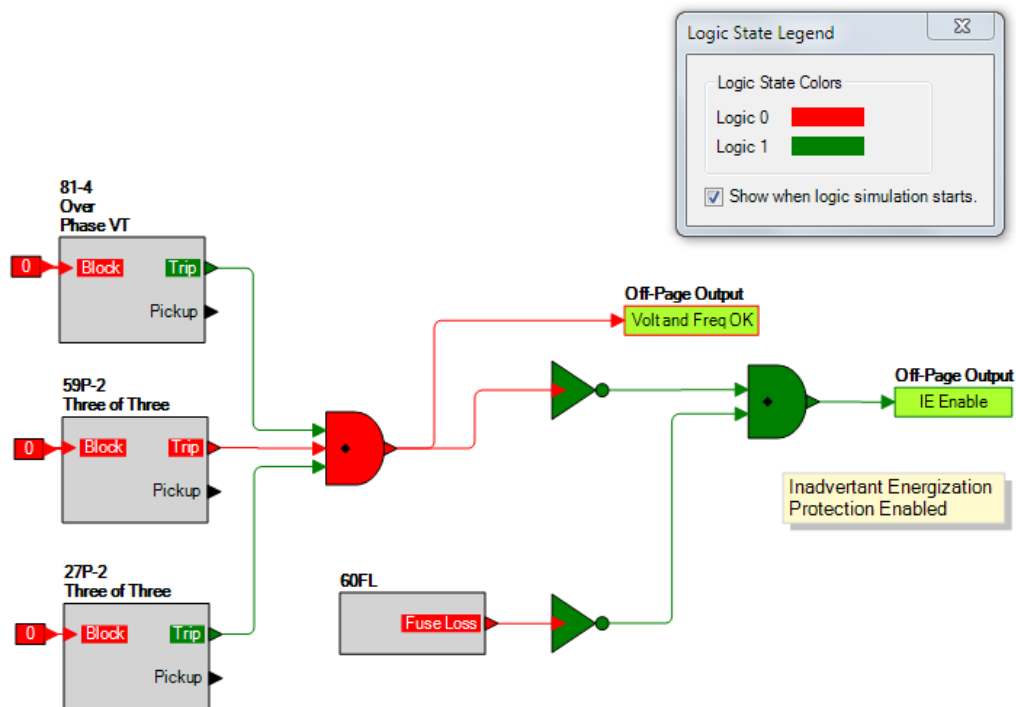 Logic State Legend
Logic State Colors
Logic 0
Logic 1
Show when logic simulation starts.
81-4
Over
Phase VT
0
Block
Trip
Pickup
Off-Page Output
Volt and Freq OK
59P-2
Three of Three
0
Block
Trip
Pickup
Off-Page Output
IE Enable
Inadvertant Energization
Protection Enabled
27P-2
Three of Three
0
Block
Trip
Pickup
60FL
Fuse Loss